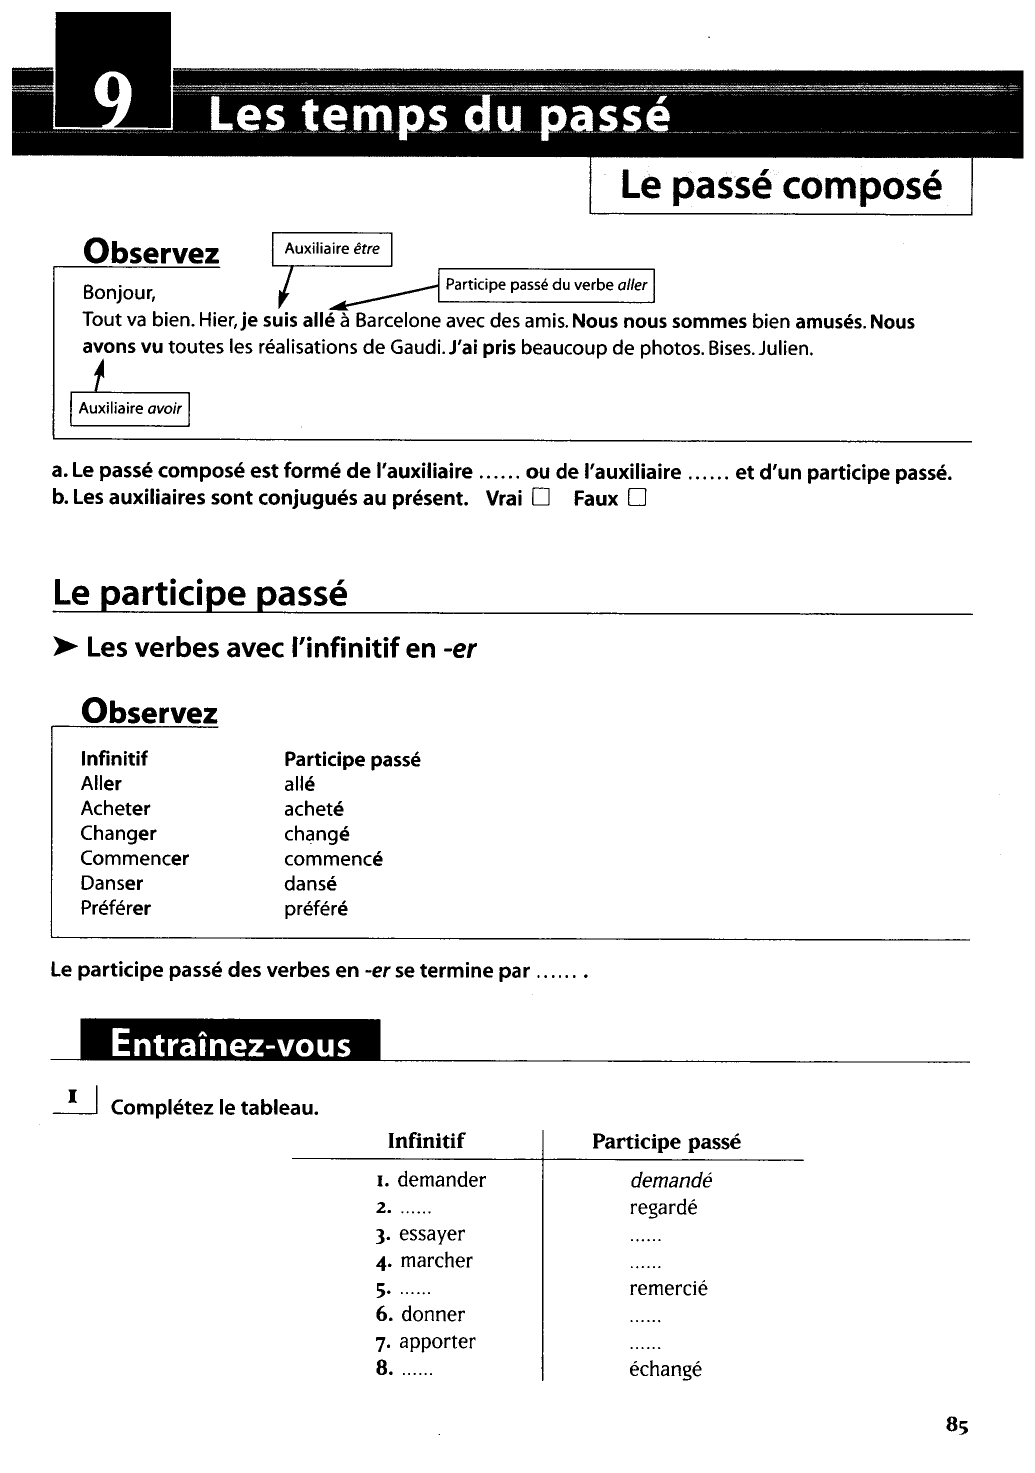 9
Les temps du passé
Le passé composé
Observez
Auxiliaire être
Participe passé du verbe aller
Bonjour,
Tout va bien. Hier, je suis allé à Barcelone avec des amis. Nous nous sommes bien amusés. Nous
avons vu toutes les réalisations de Gaudi. J'ai pris beaucoup de photos. Bises. Julien.
Auxiliaire avoir
a. Le passé composé est formé de l'auxiliaire ...... ou de l'auxiliaire ...... et d'un participe passé.
b. Les auxiliaires sont conjugués au présent. Vrai □ Faux □
Le participe passé
➤ Les verbes avec l'infinitif en -er
Observez
Infinitif Participe passé
Aller allé
Acheter acheté
Changer changé
Commencer commencé
Danser dansé
Préférer préféré
Le participe passé des verbes en -er se termine par ...... .
Entraînez-vous
1 Complétez le tableau.
Infinitif Participe passé
1. demander demandé
2. ...... regardé
3. essayer ......
4. marcher ......
5. ...... remercié
6. donner ......
7. apporter ......
8. ...... échangé
85